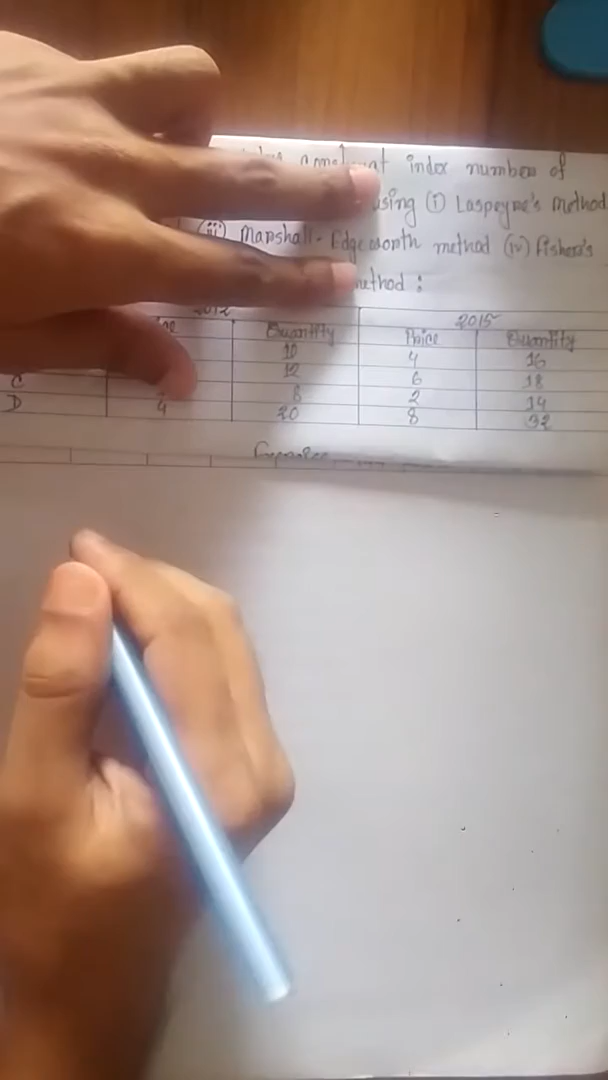 index number of
using (i) Laspeyre's Method
(iii) Marshall-Edgeworth method (iv) Fisher's
method :
2012 2015
Quantity Price Quantity
10 4 16
12 6 18
C 8 2 14
D 4 20 8 32